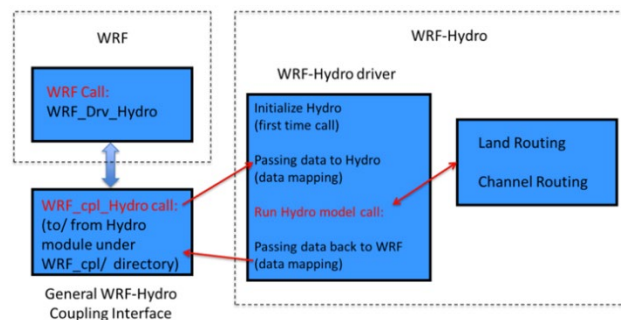 WRF
WRF Call:
WRF_Drv_Hydro
WRF_cpl_Hydro call:
(to/ from Hydro
module under
WRF_cpl/ directory)
General WRF-Hydro
Coupling Interface
WRF-Hydro
WRF-Hydro driver
Initialize Hydro
(first time call)
Passing data to Hydro
(data mapping)
Run Hydro model call:
Passing data back to WRF
(data mapping)
Land Routing
Channel Routing